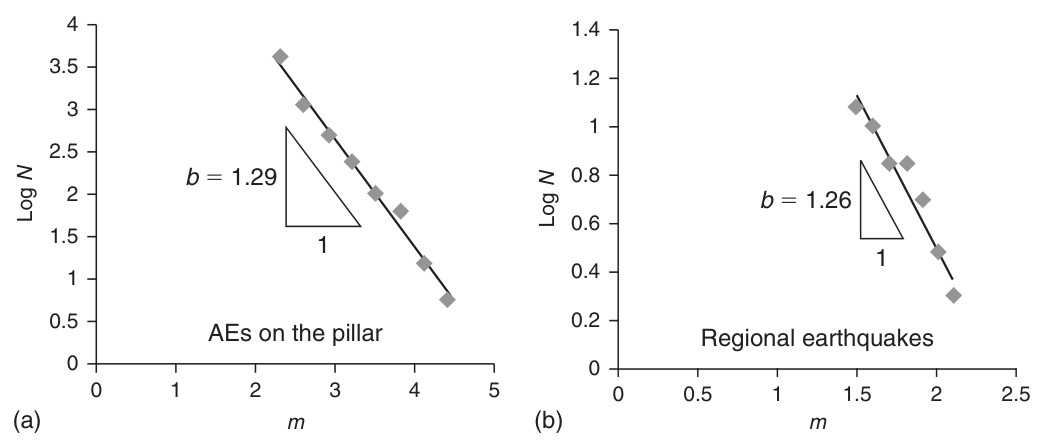 4
3.5
3
2.5
2
1.5
1
0.5
0
Log N
b = 1.29
1
AEs on the pillar
0 1 2 3 4 5
m
(a)
1.4
1.2
1
0.8
0.6
0.4
0.2
0
Log N
b = 1.26
1
Regional earthquakes
0 0.5 1 1.5 2 2.5
m
(b)